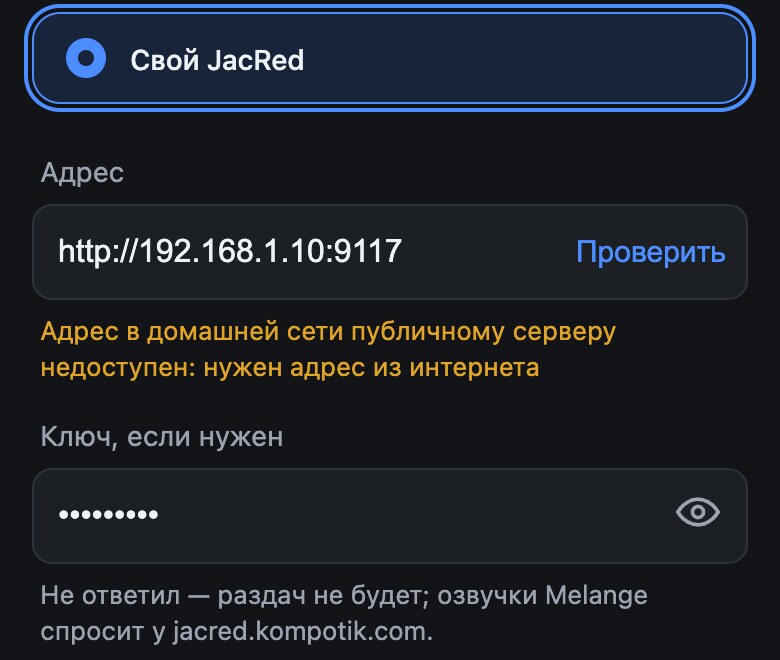 Свой JacRed
Адрес
http://192.168.1.10:9117 Проверить
Адрес в домашней сети публичному серверу
недоступен: нужен адрес из интернета
Ключ, если нужен
•••••••••
Не ответил — раздач не будет; озвучки Melange
спросит у jacred.kompotik.com.